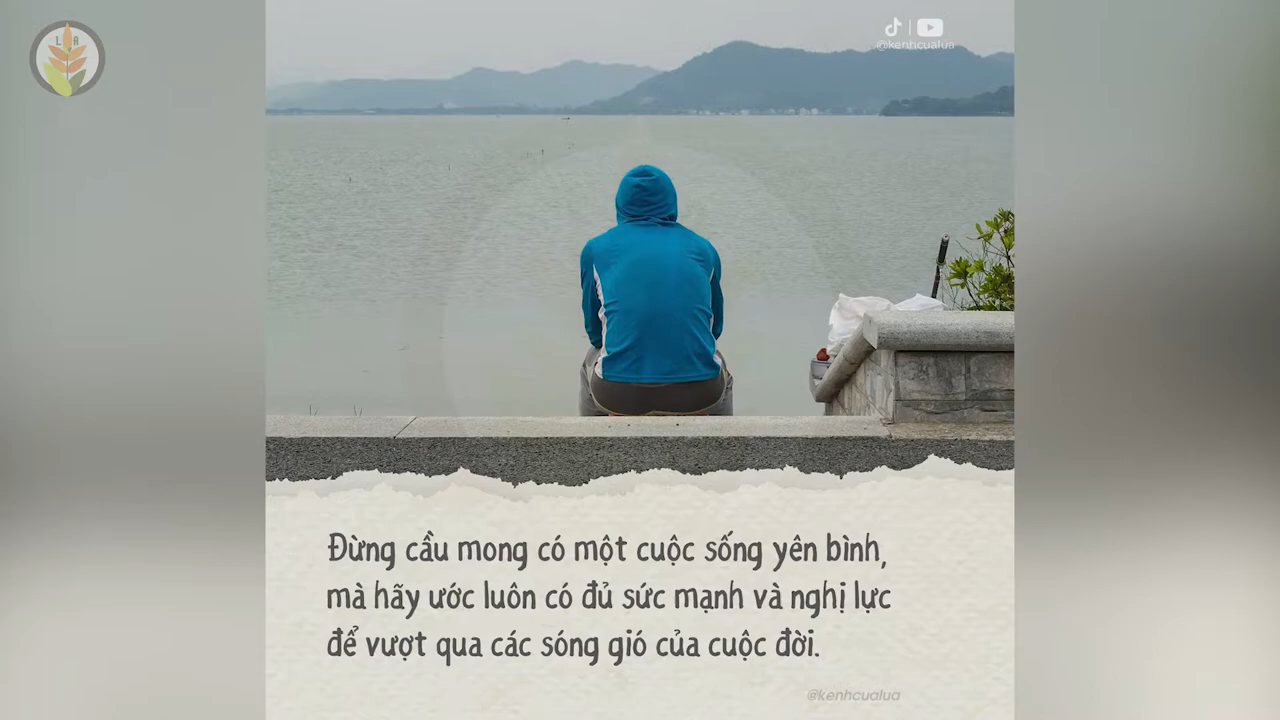 L A
@kenhcualua
Đừng cầu mong có một cuộc sống yên bình,
mà hãy ước luôn có đủ sức mạnh và nghị lực
để vượt qua các sóng gió của cuộc đời.
@kenhcualua